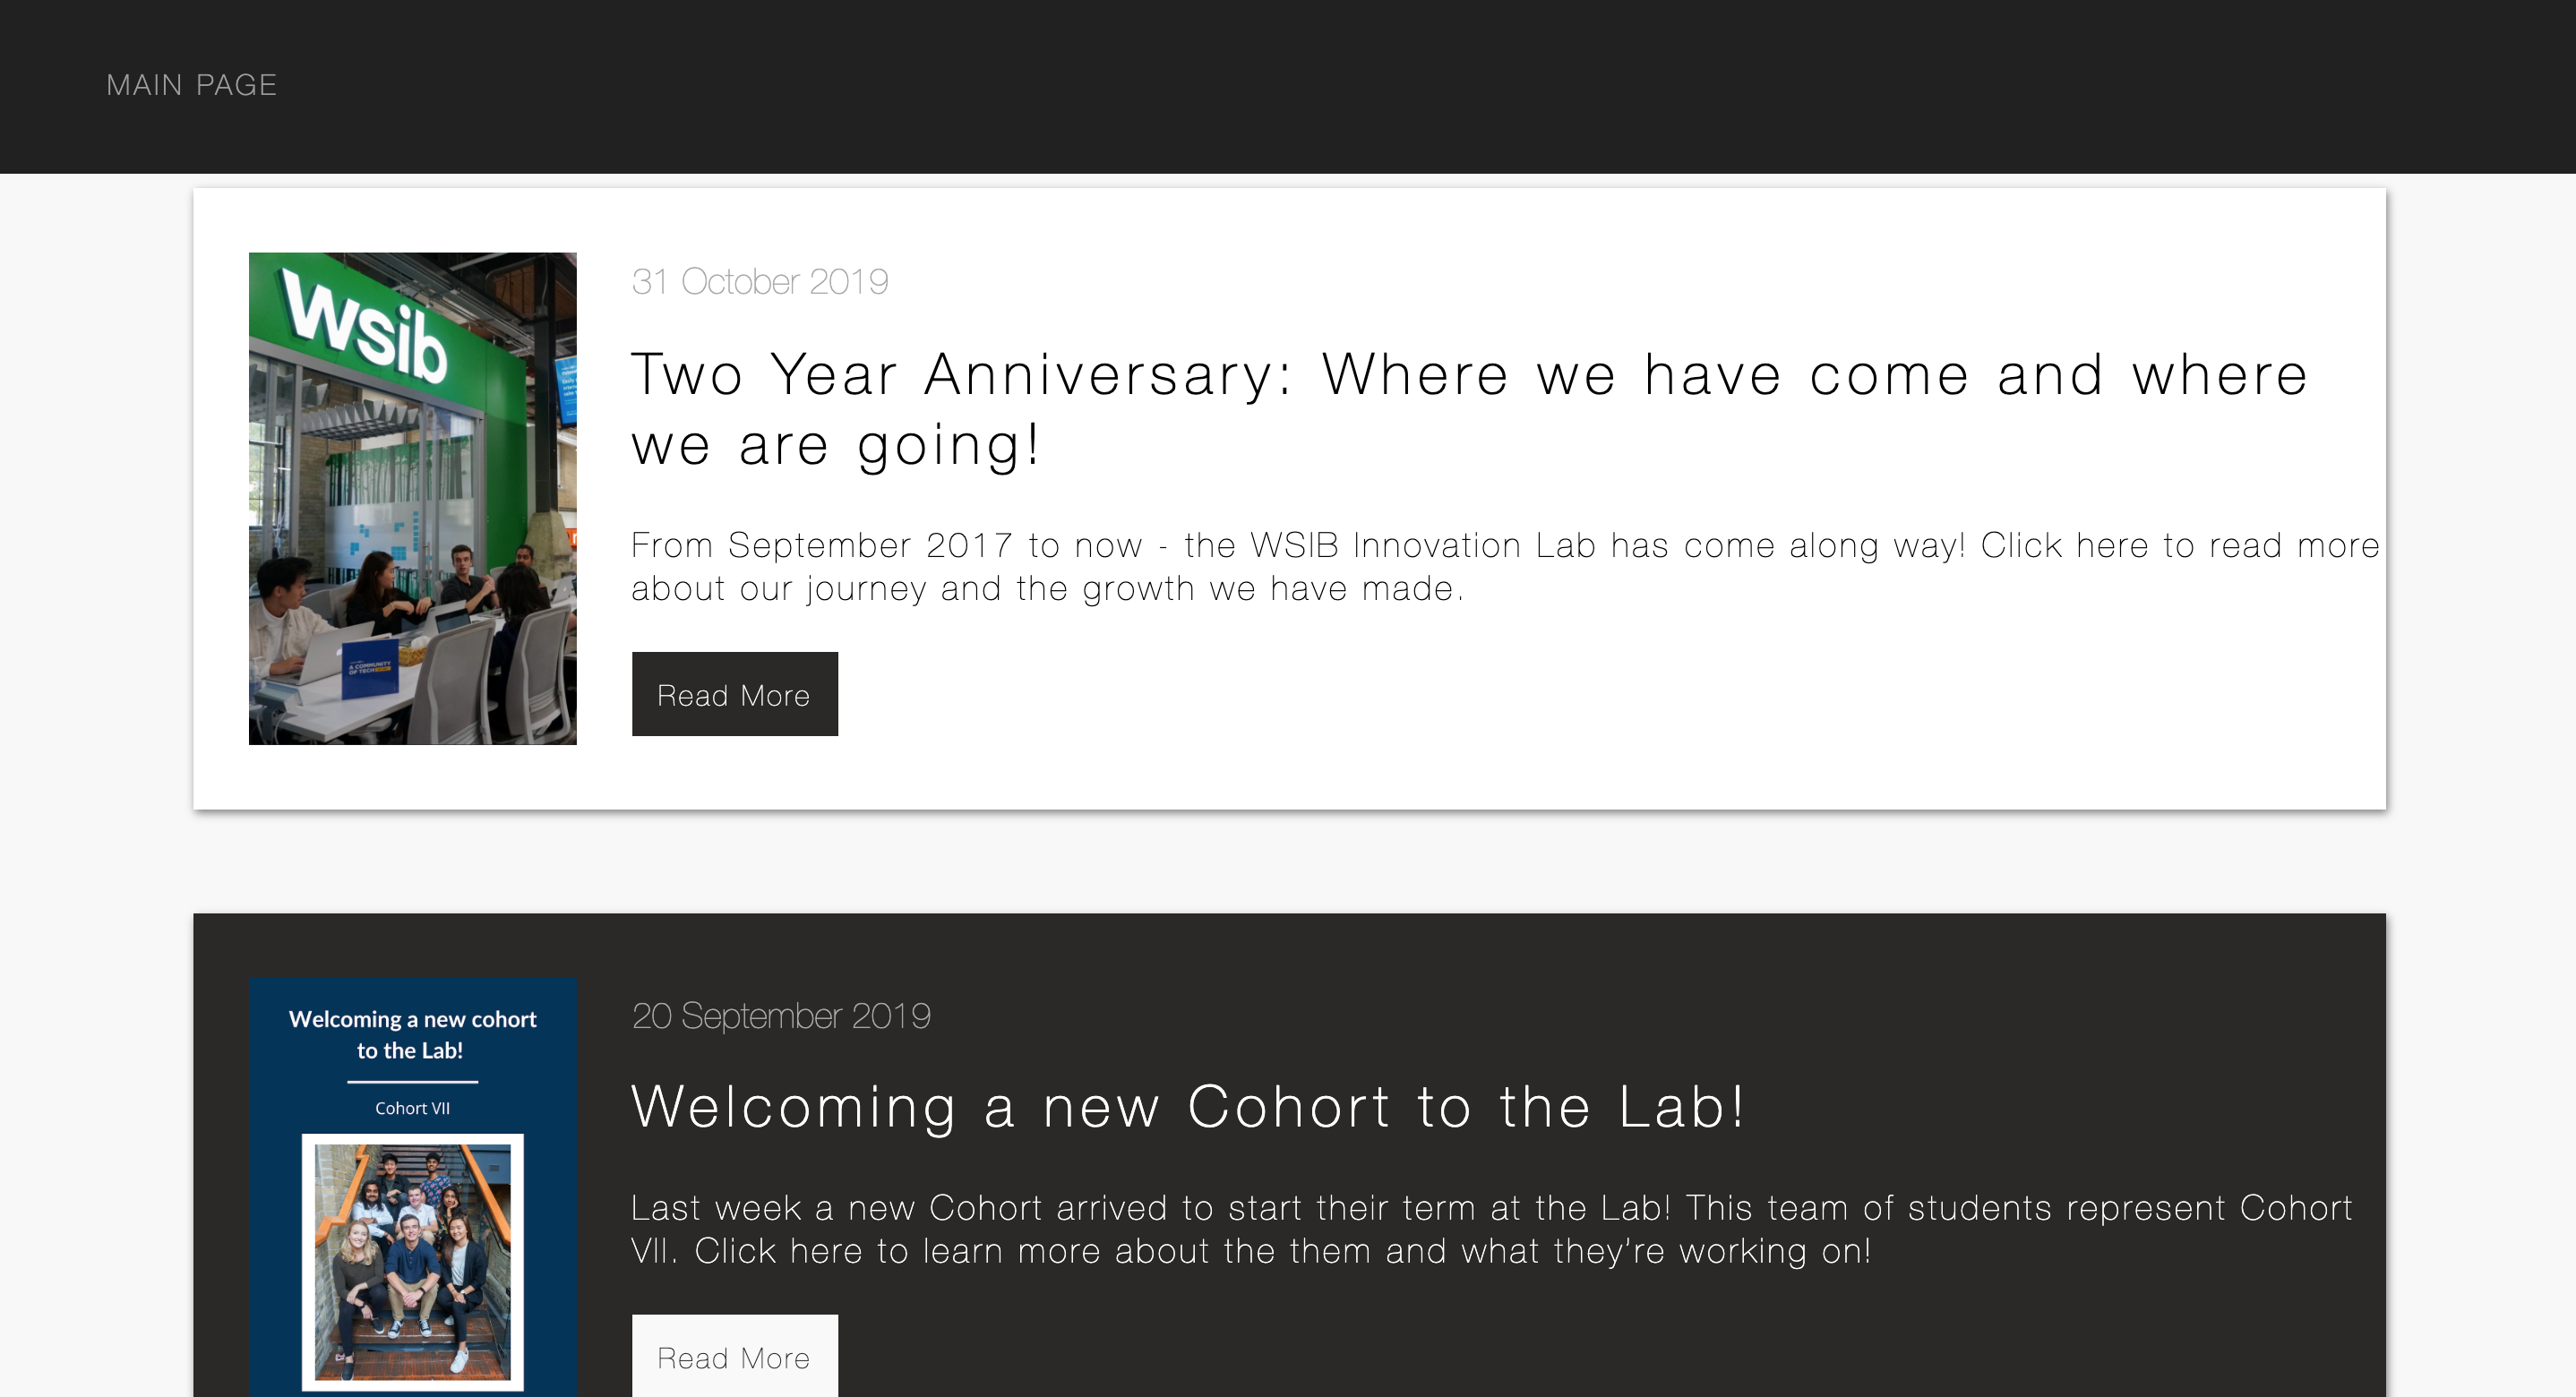 MAIN PAGE
wsib
31 October 2019
Two Year Anniversary: Where we have come and where
we are going!
From September 2017 to now - the WSIB Innovation Lab has come along way! Click here to read more
about our journey and the growth we have made.
A COMMUNITY
OF TECH
Read More
Welcoming a new cohort
to the Lab!
Cohort VII
20 September 2019
Welcoming a new Cohort to the Lab!
Last week a new Cohort arrived to start their term at the Lab! This team of students represent Cohort
VII. Click here to learn more about the them and what they're working on!
Read More